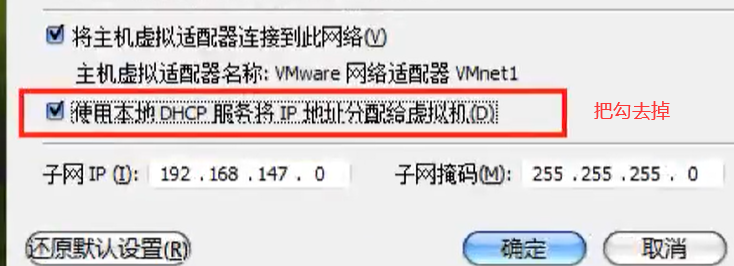 将主机虚拟适配器连接到此网络(V)
主机虚拟适配器名称: VMware 网络适配器 VMnet1
使用本地 DHCP 服务将 IP 地址分配给虚拟机(D)
把勾去掉
子网 IP (I): 192 .168 .147 . 0 子网掩码(M): 255 .255 .255 . 0
还原默认设置(R) 确定 取消